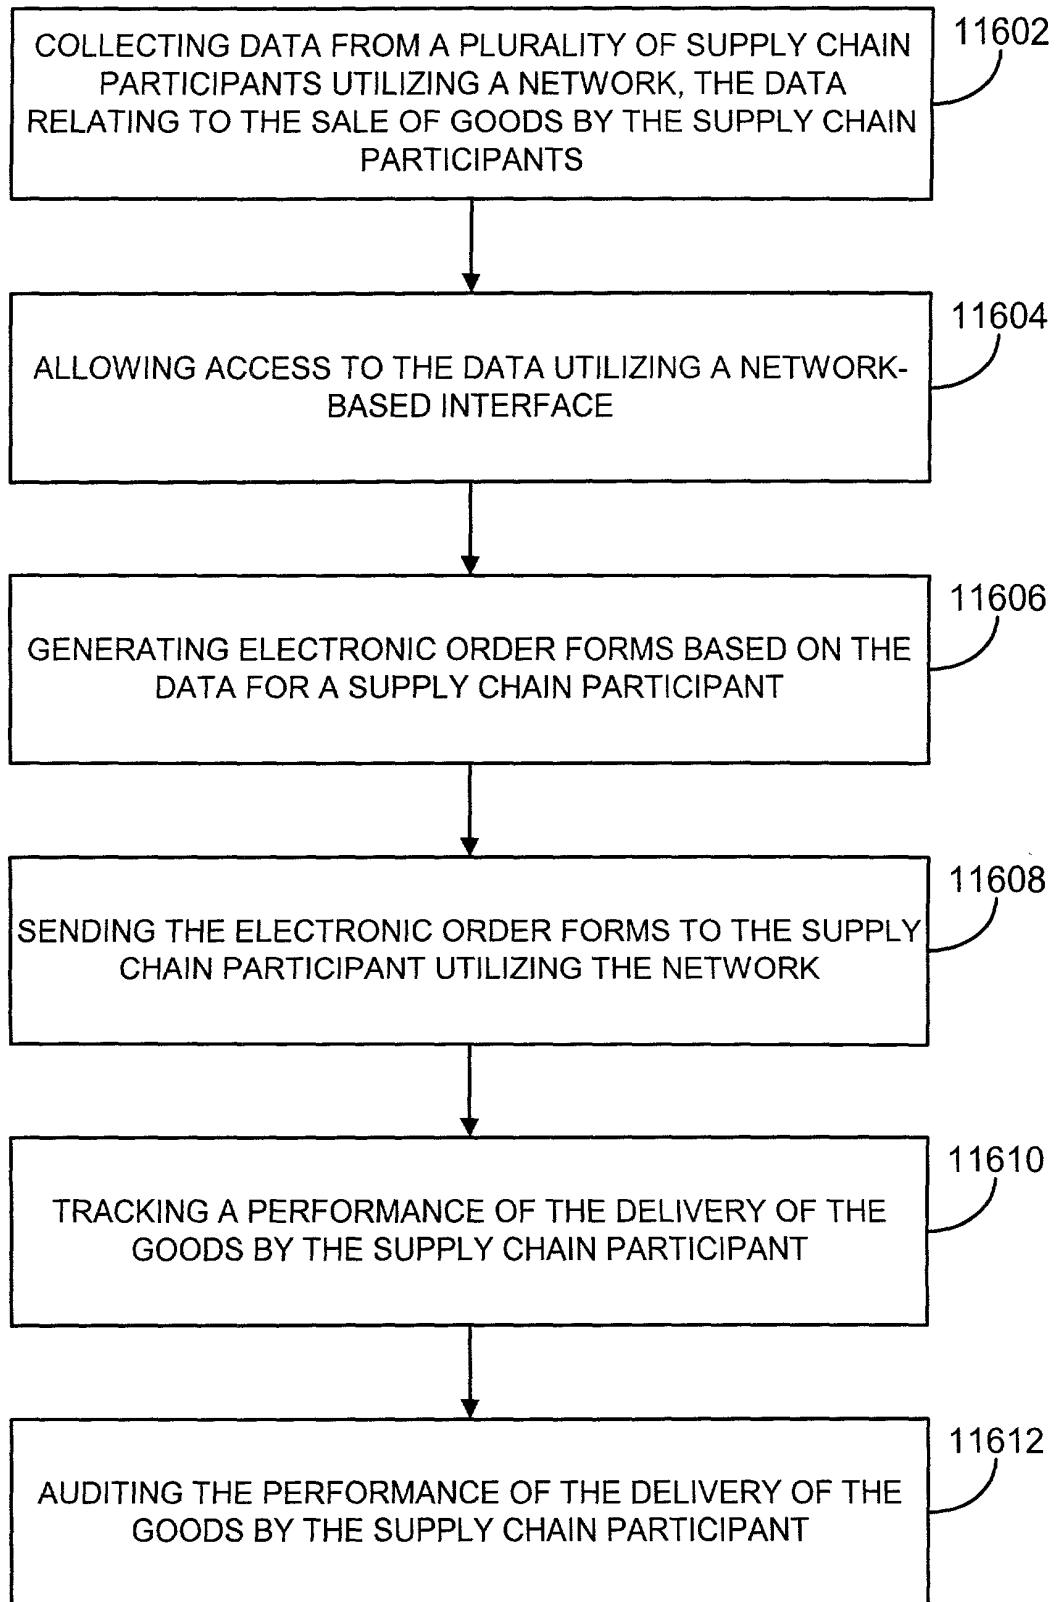 COLLECTING DATA FROM A PLURALITY OF SUPPLY CHAIN
PARTICIPANTS UTILIZING A NETWORK, THE DATA
RELATING TO THE SALE OF GOODS BY THE SUPPLY CHAIN
PARTICIPANTS
11602
ALLOWING ACCESS TO THE DATA UTILIZING A NETWORK-
BASED INTERFACE
11604
GENERATING ELECTRONIC ORDER FORMS BASED ON THE
DATA FOR A SUPPLY CHAIN PARTICIPANT
11606
SENDING THE ELECTRONIC ORDER FORMS TO THE SUPPLY
CHAIN PARTICIPANT UTILIZING THE NETWORK
11608
TRACKING A PERFORMANCE OF THE DELIVERY OF THE
GOODS BY THE SUPPLY CHAIN PARTICIPANT
11610
AUDITING THE PERFORMANCE OF THE DELIVERY OF THE
GOODS BY THE SUPPLY CHAIN PARTICIPANT
11612